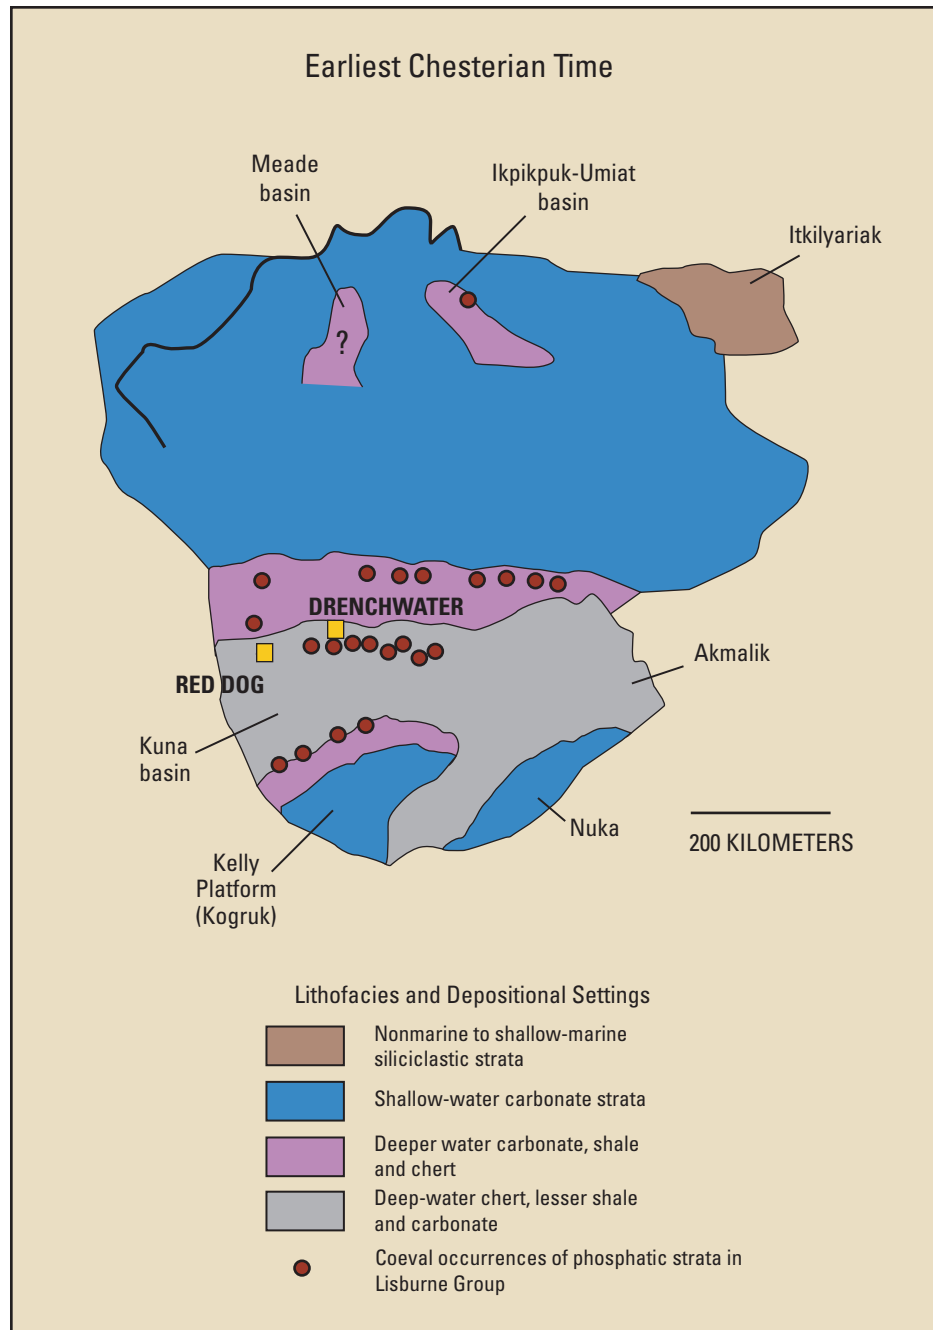 Earliest Chesterian Time
Meade
basin
Ikpikpuk-Umiat
basin
Itkilyariak
?
DRENCHWATER
RED DOG
Akmalik
Kuna
basin
Nuka
200 KILOMETERS
Kelly
Platform
(Kogruk)
Lithofacies and Depositional Settings
Nonmarine to shallow-marine
siliciclastic strata
Shallow-water carbonate strata
Deeper water carbonate, shale
and chert
Deep-water chert, lesser shale
and carbonate
Coeval occurrences of phosphatic strata in
Lisburne Group